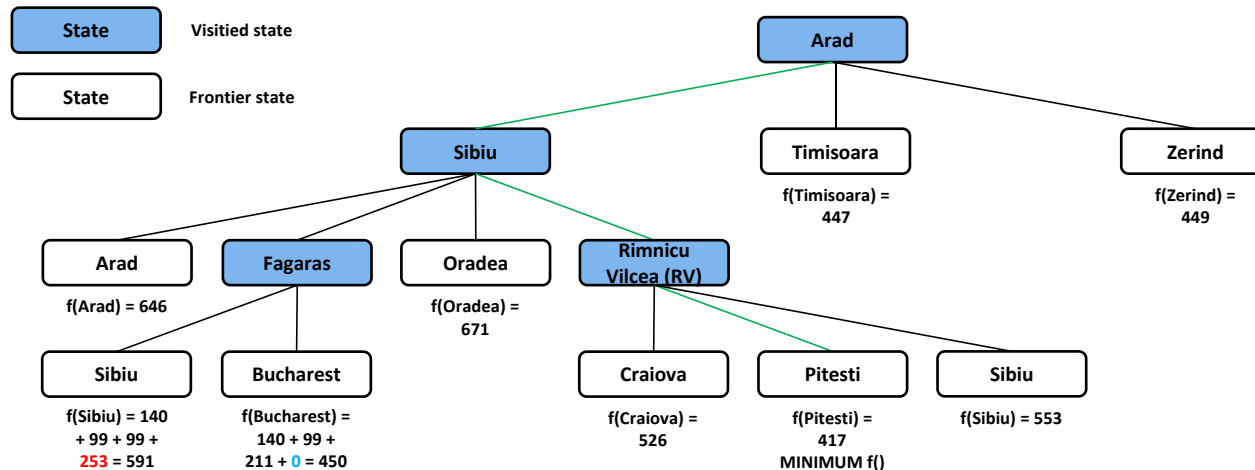 State
Visitied state
Arad
State
Frontier state
Sibiu
Timisoara
Zerind
f(Timisoara) =
447
f(Zerind) =
449
Arad
Fagaras
Oradea
Rimnicu
Vilcea (RV)
f(Arad) = 646
f(Oradea) =
671
Sibiu
Bucharest
Craiova
Pitesti
Sibiu
f(Sibiu) = 140
+ 99 + 99 +
253 = 591
f(Bucharest) =
140 + 99 +
211 + 0 = 450
f(Craiova) =
526
f(Pitesti) =
417
MINIMUM f()
f(Sibiu) = 553